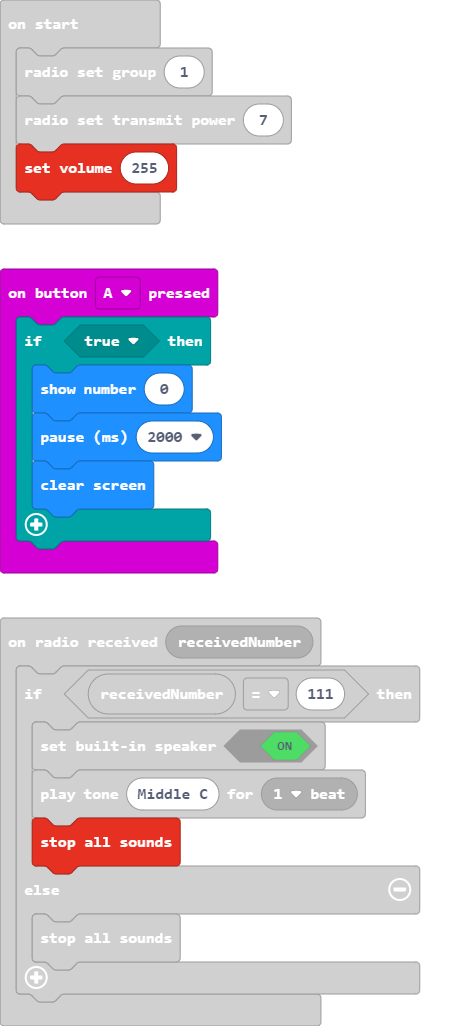 on start
radio set group 1
radio set transmit power 7
set volume 255
on button A pressed
if true then
show number 0
pause (ms) 2000
clear screen
on radio received receivedNumber
if receivedNumber = 111 then
set built-in speaker ON
play tone Middle C for 1 beat
stop all sounds
else
stop all sounds